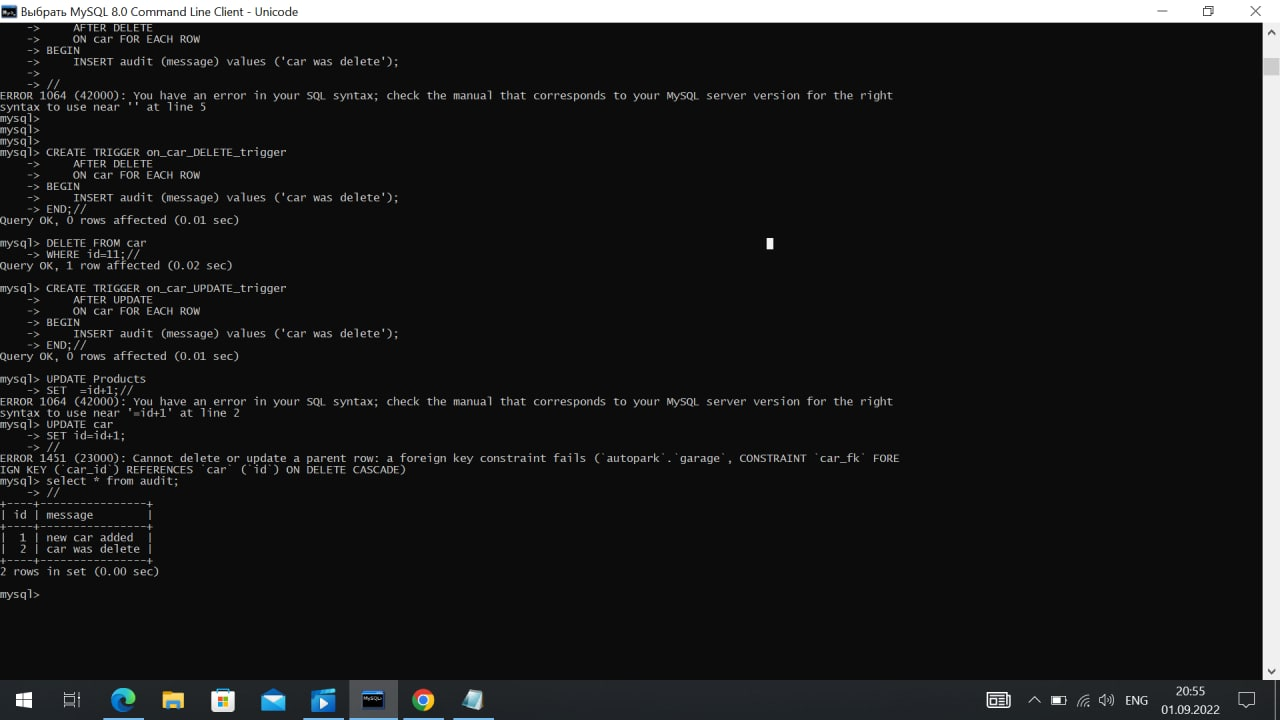 Выбрать MySQL 8.0 Command Line Client - Unicode
    ->     AFTER DELETE
    ->     ON car FOR EACH ROW
    -> BEGIN
    ->     INSERT audit (message) values ('car was delete');
    ->
    -> //
ERROR 1064 (42000): You have an error in your SQL syntax; check the manual that corresponds to your MySQL server version for the right
syntax to use near '' at line 5
mysql>
mysql>
mysql>
mysql> CREATE TRIGGER on_car_DELETE_trigger
    ->     AFTER DELETE
    ->     ON car FOR EACH ROW
    -> BEGIN
    ->     INSERT audit (message) values ('car was delete');
    -> END;//
Query OK, 0 rows affected (0.01 sec)
mysql> DELETE FROM car
    -> WHERE id=11;//
Query OK, 1 row affected (0.02 sec)
mysql> CREATE TRIGGER on_car_UPDATE_trigger
    ->     AFTER UPDATE
    ->     ON car FOR EACH ROW
    -> BEGIN
    ->     INSERT audit (message) values ('car was delete');
    -> END;//
Query OK, 0 rows affected (0.01 sec)
mysql> UPDATE Products
    -> SET  =id+1;//
ERROR 1064 (42000): You have an error in your SQL syntax; check the manual that corresponds to your MySQL server version for the right
syntax to use near '=id+1' at line 2
mysql> UPDATE car
    -> SET id=id+1;
    -> //
ERROR 1451 (23000): Cannot delete or update a parent row: a foreign key constraint fails (`autopark`.`garage`, CONSTRAINT `car_fk` FORE
IGN KEY (`car_id`) REFERENCES `car` (`id`) ON DELETE CASCADE)
mysql> select * from audit;
    -> //
+----+----------------+
| id | message        |
+----+----------------+
|  1 | new car added  |
|  2 | car was delete |
+----+----------------+
2 rows in set (0.00 sec)
mysql>
ENG
20:55
01.09.2022